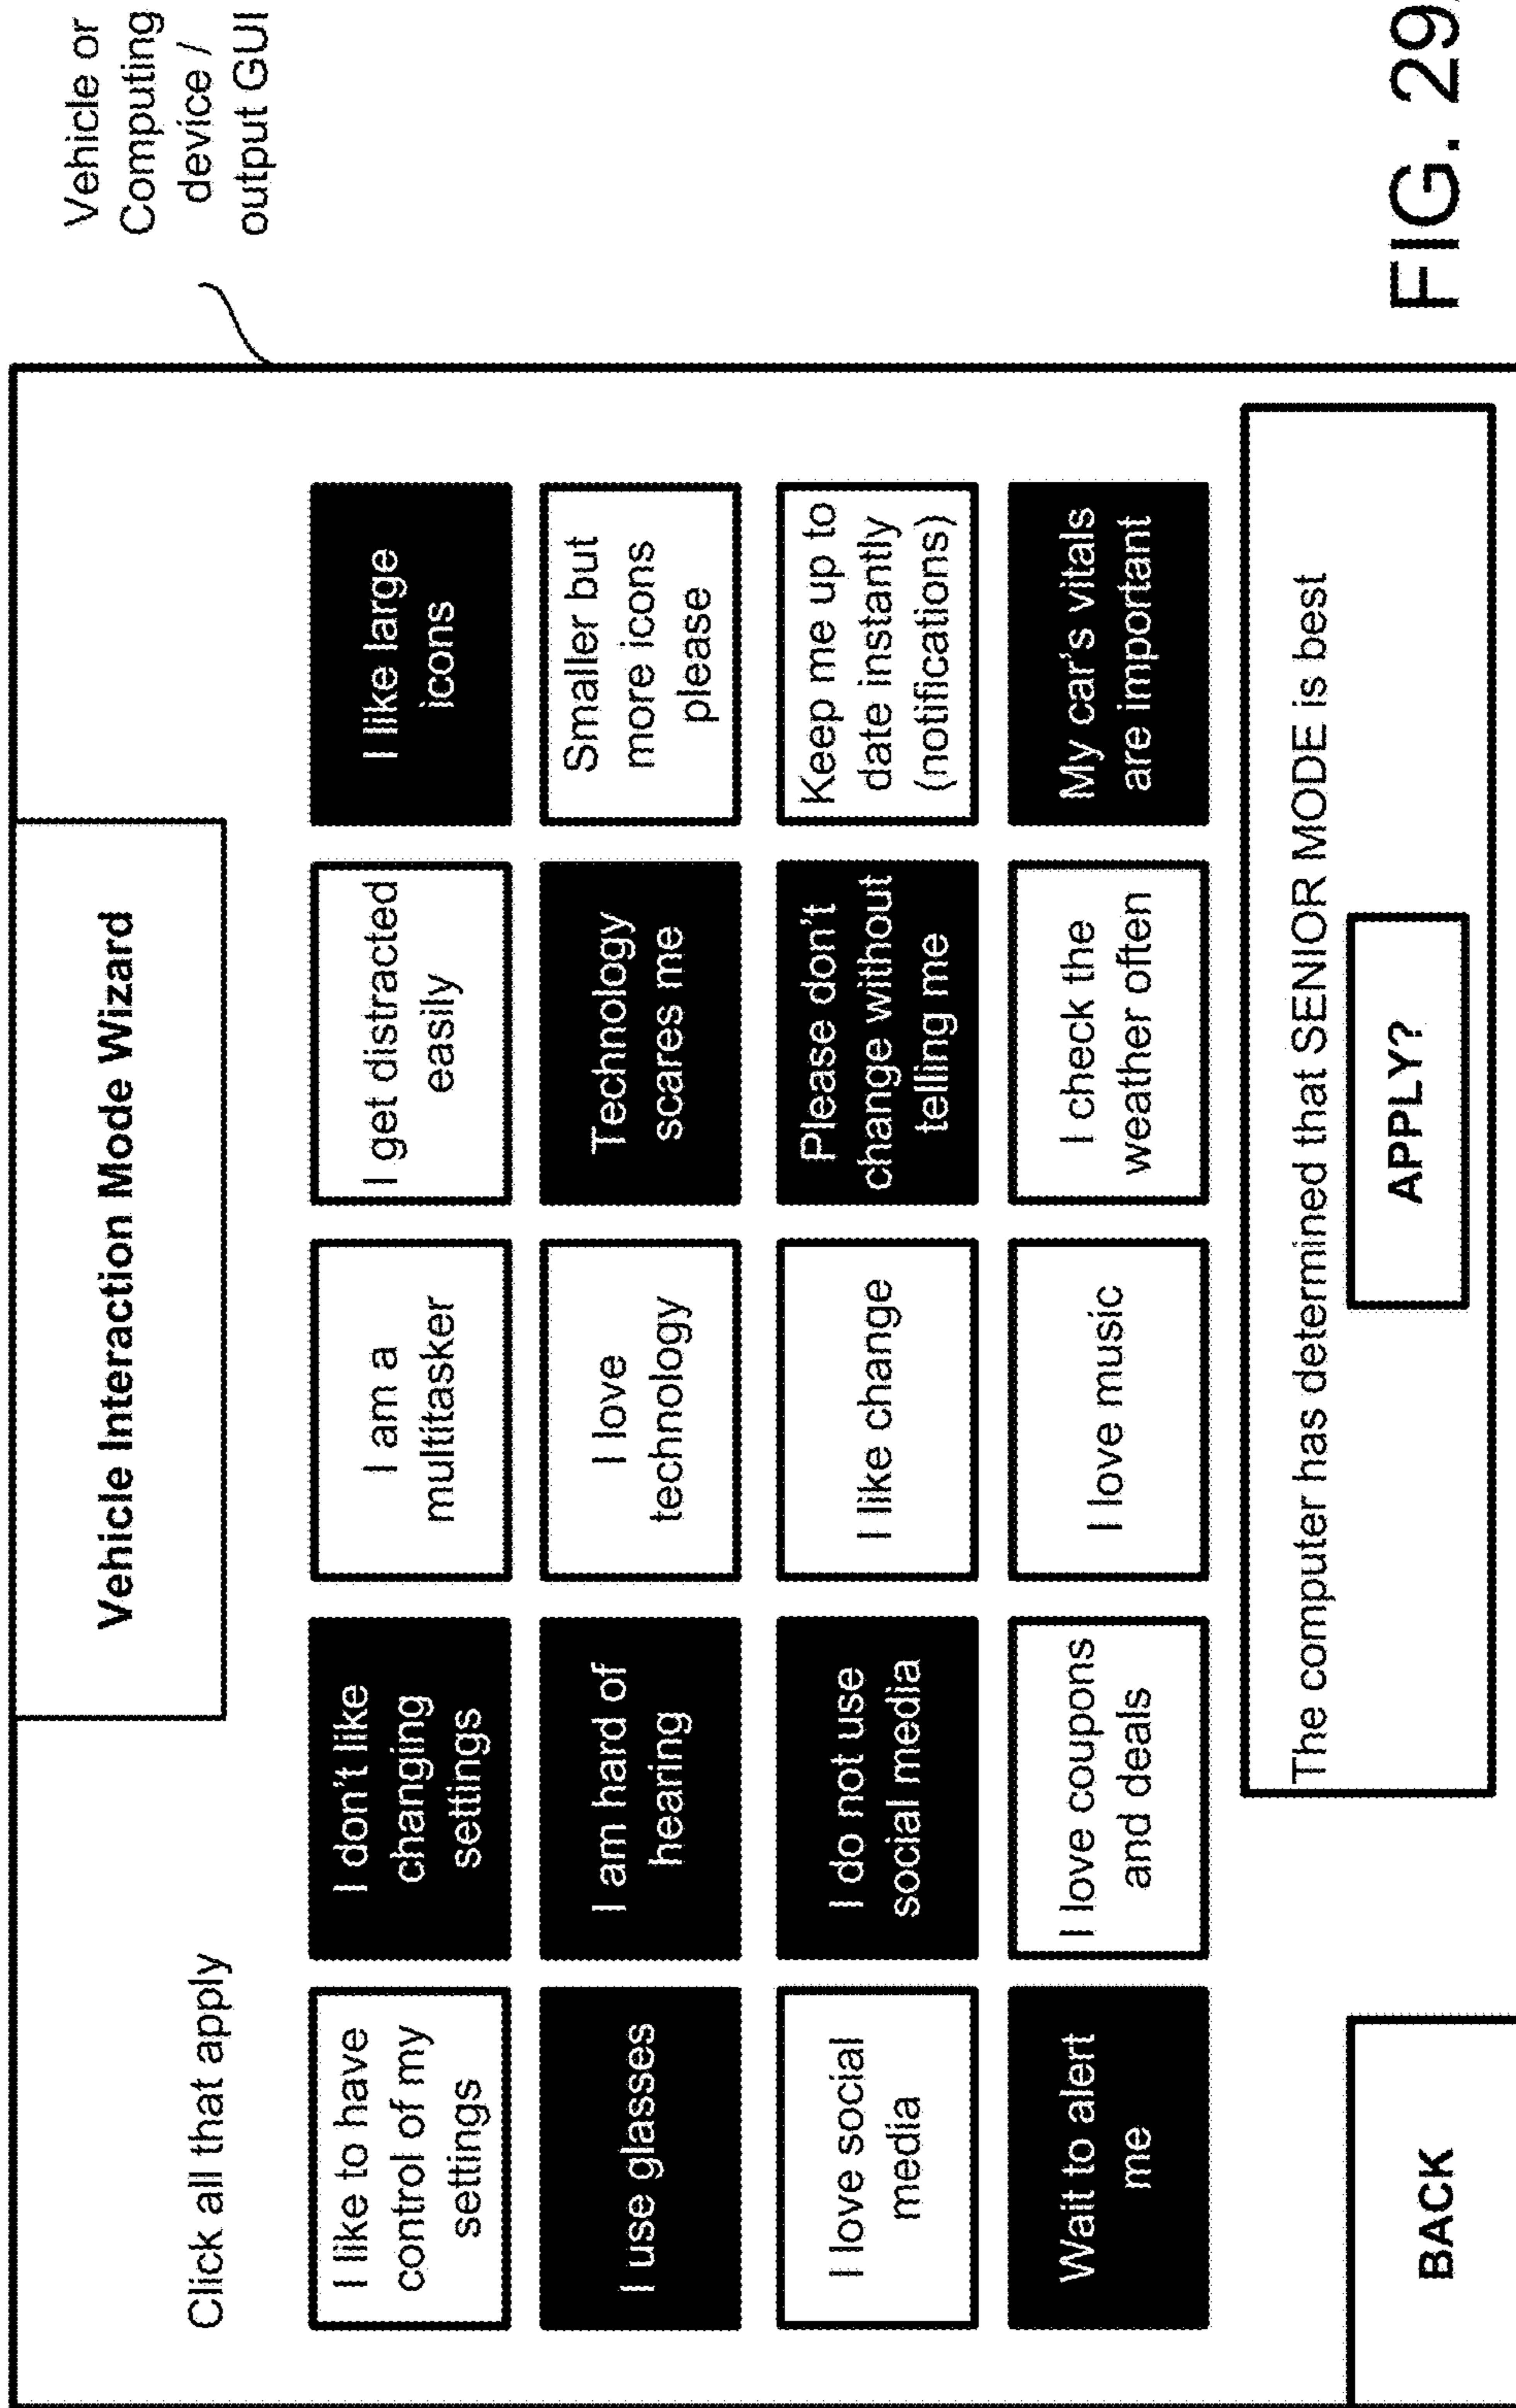 Vehicle Interaction Mode Wizard
Vehicle or
Computing
device /
output GUI
Click all that apply
I like to have
control of my
settings
I don't like
changing
settings
I am a
multitasker
I get distracted
easily
I like large
icons
I use glasses
I am hard of
hearing
I love
technology
Technology
scares me
Smaller but
more icons
please
I love social
media
I do not use
social media
I like change
Please don't
change without
telling me
Keep me up to
date instantly
(notifications)
Wait to alert
me
I love coupons
and deals
I love music
I check the
weather often
My car's vitals
are important
The computer has determined that SENIOR MODE is best
APPLY?
BACK
FIG. 29